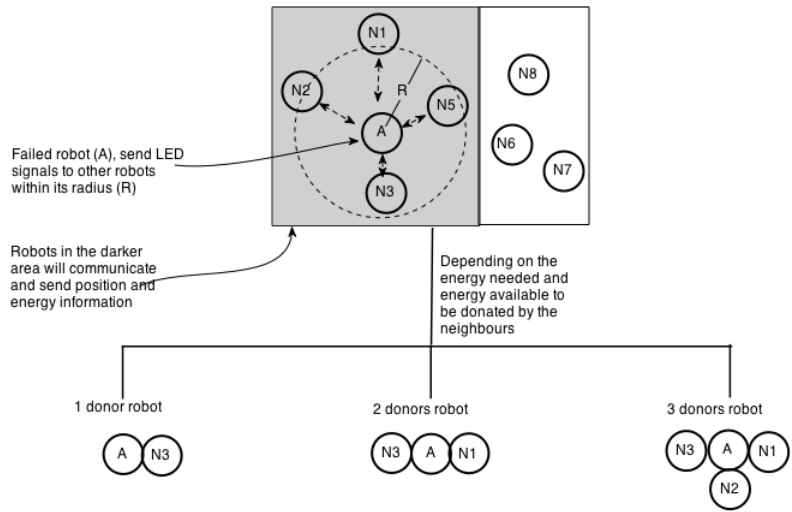 N1
N8
N2
R
N5
A
N6
N7
N3
Failed robot (A), send LED
signals to other robots
within its radius (R)
Robots in the darker
area will communicate
and send position and
energy information
Depending on the
energy needed and
energy available to
be donated by the
neighbours
1 donor robot
2 donors robot
3 donors robot
A N3
N3 A N1
N3 A N1
N2